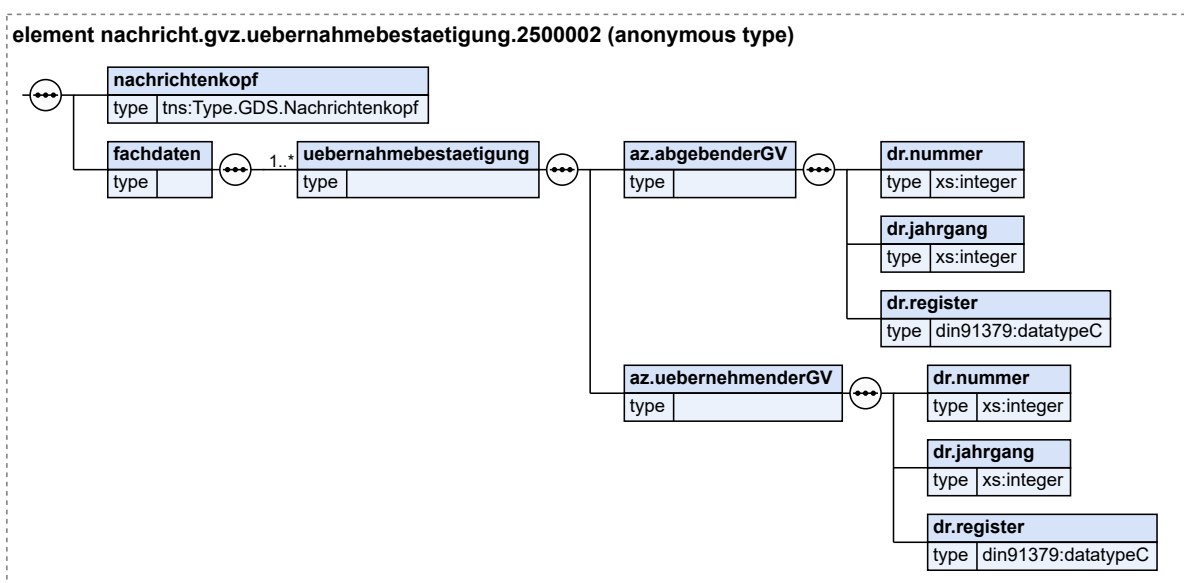 element nachricht.gvz.uebernahmebestaetigung.2500002 (anonymous type)
nachrichtenkopf
type tns:Type.GDS.Nachrichtenkopf
fachdaten
type
1..*
uebernahmebestaetigung
type
az.abgebenderGV
type
dr.nummer
type xs:integer
dr.jahrgang
type xs:integer
dr.register
type din91379:datatypeC
az.uebernehmenderGV
type
dr.nummer
type xs:integer
dr.jahrgang
type xs:integer
dr.register
type din91379:datatypeC